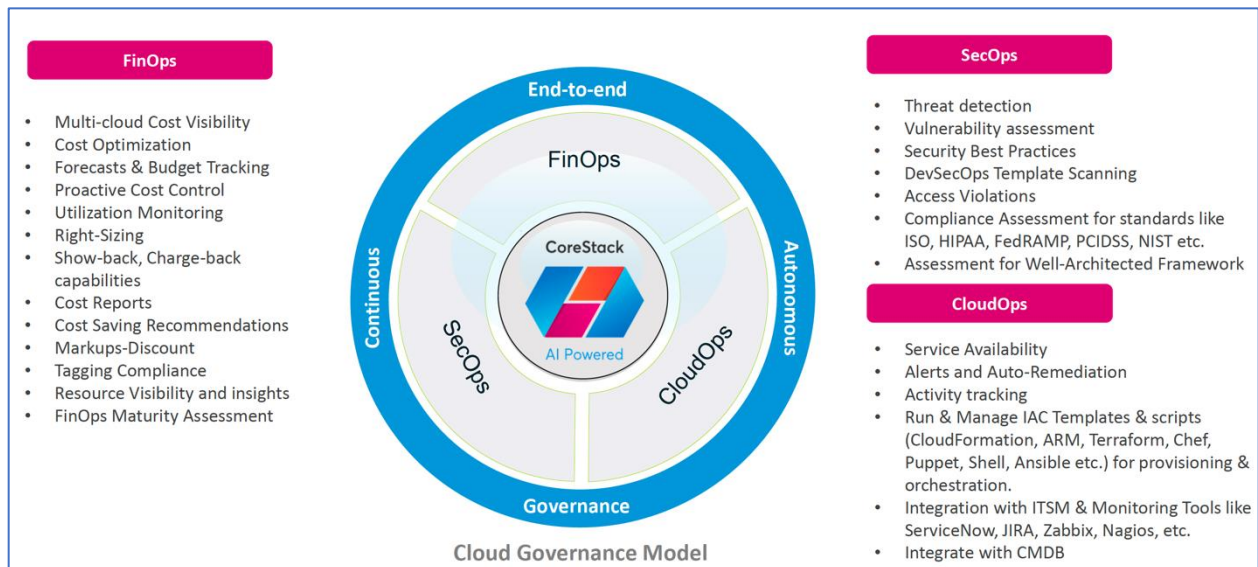 FinOps
• Multi-cloud Cost Visibility
• Cost Optimization
• Forecasts & Budget Tracking
• Proactive Cost Control
• Utilization Monitoring
• Right-Sizing
• Show-back, Charge-back
capabilities
• Cost Reports
• Cost Saving Recommendations
• Markups-Discount
• Tagging Compliance
• Resource Visibility and insights
• FinOps Maturity Assessment
End-to-end
Continuous
Autonomous
Governance
FinOps
SecOps
CloudOps
CoreStack
AI Powered
Cloud Governance Model
SecOps
• Threat detection
• Vulnerability assessment
• Security Best Practices
• DevSecOps Template Scanning
• Access Violations
• Compliance Assessment for standards like
ISO, HIPAA, FedRAMP, PCIDSS, NIST etc.
• Assessment for Well-Architected Framework
CloudOps
• Service Availability
• Alerts and Auto-Remediation
• Activity tracking
• Run & Manage IAC Templates & scripts
(CloudFormation, ARM, Terraform, Chef,
Puppet, Shell, Ansible etc.) for provisioning &
orchestration.
• Integration with ITSM & Monitoring Tools like
ServiceNow, JIRA, Zabbix, Nagios, etc.
• Integrate with CMDB